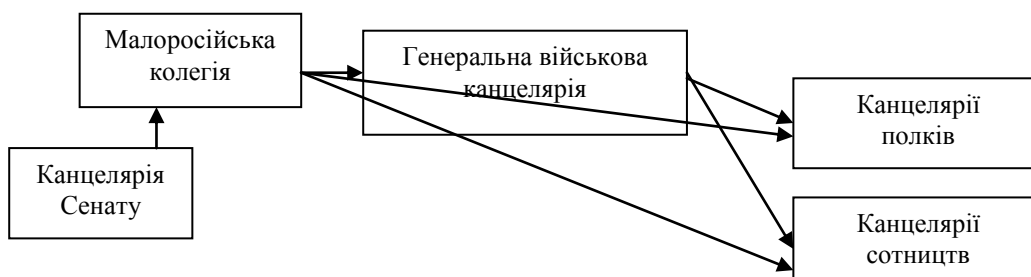 Малоросійська
колегія
Генеральна військова
канцелярія
Канцелярії
полків
Канцелярія
Сенату
Канцелярії
сотництв